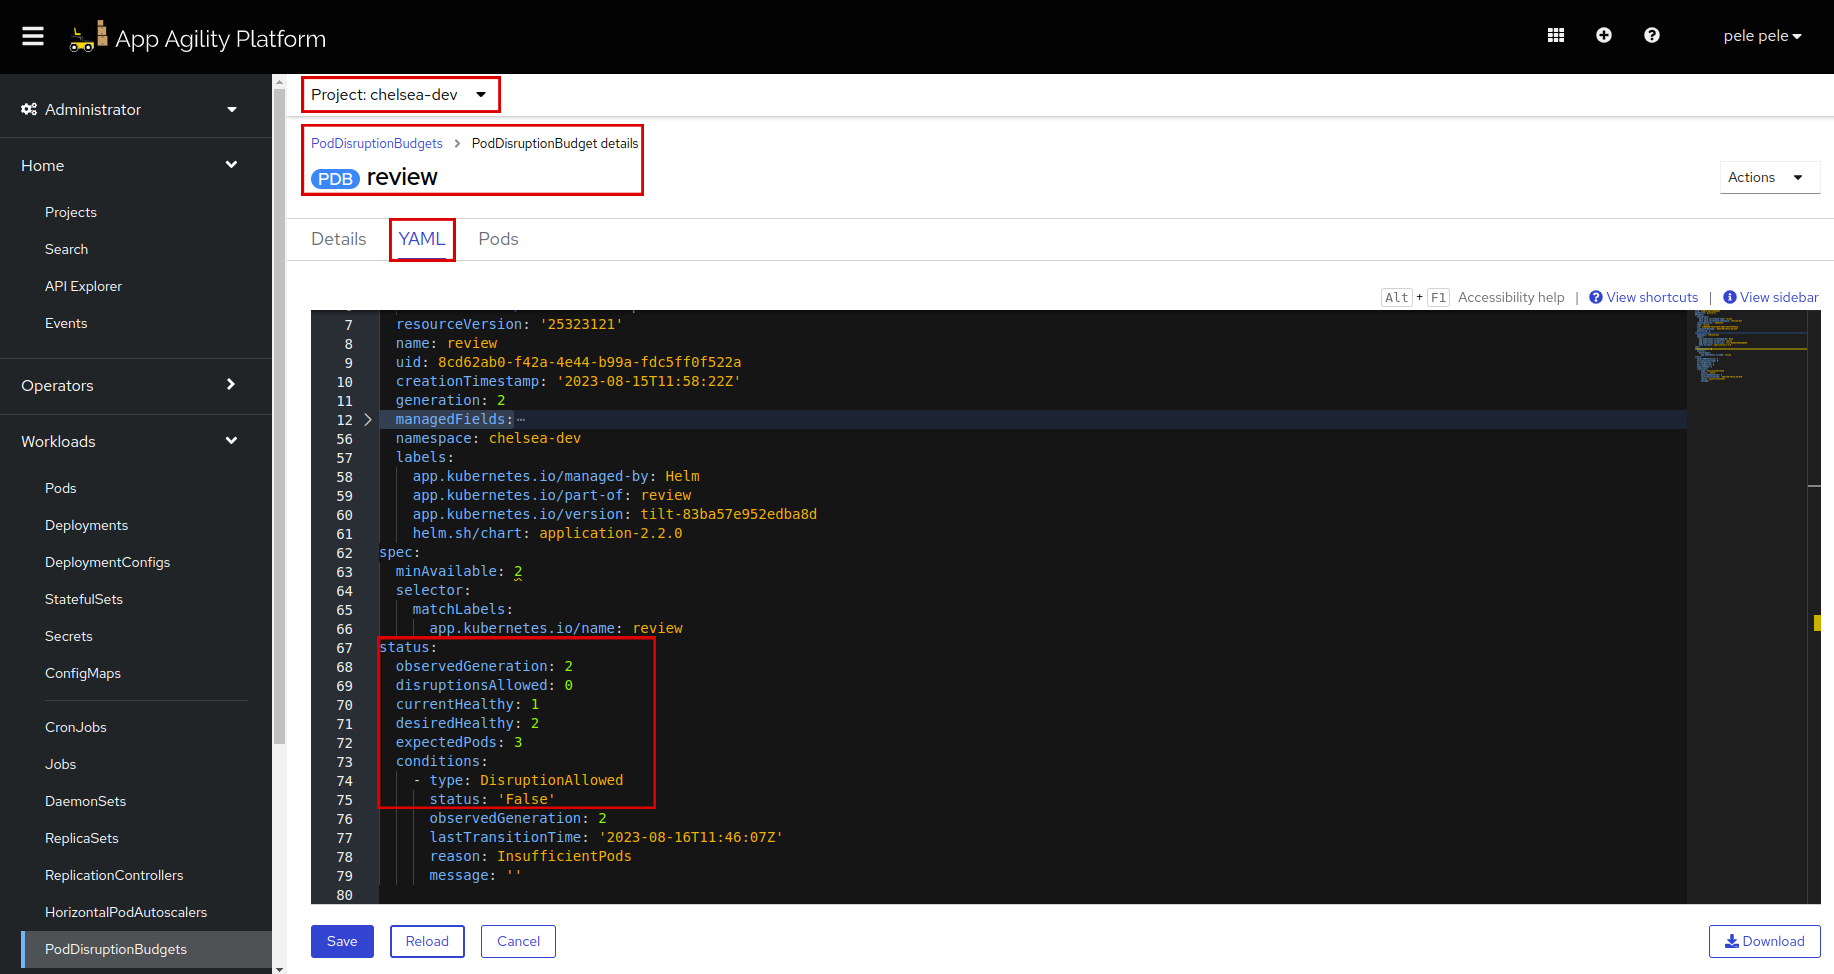 App Agility Platform
pele pele
Administrator
Home
Projects
Search
API Explorer
Events
Operators
Workloads
Pods
Deployments
DeploymentConfigs
StatefulSets
Secrets
ConfigMaps
CronJobs
Jobs
DaemonSets
ReplicaSets
ReplicationControllers
HorizontalPodAutoscalers
PodDisruptionBudgets
Project: chelsea-dev
PodDisruptionBudgets > PodDisruptionBudget details
PDB review
Actions
Details YAML Pods
Alt + F1 Accessibility help | View shortcuts | View sidebar
7 resourceVersion: '25323121'
8 name: review
9 uid: 8cd62ab0-f42a-4e44-b99a-fdc5ff0f522a
10 creationTimestamp: '2023-08-15T11:58:22Z'
11 generation: 2
12 managedFields:…
56 namespace: chelsea-dev
57 labels:
58 app.kubernetes.io/managed-by: Helm
59 app.kubernetes.io/part-of: review
60 app.kubernetes.io/version: tilt-83ba57e952edba8d
61 helm.sh/chart: application-2.2.0
62 spec:
63 minAvailable: 2
64 selector:
65 matchLabels:
66 app.kubernetes.io/name: review
67 status:
68 observedGeneration: 2
69 disruptionsAllowed: 0
70 currentHealthy: 1
71 desiredHealthy: 2
72 expectedPods: 3
73 conditions:
74 - type: DisruptionAllowed
75 status: 'False'
76 observedGeneration: 2
77 lastTransitionTime: '2023-08-16T11:46:07Z'
78 reason: InsufficientPods
79 message: ''
80
Save Reload Cancel Download